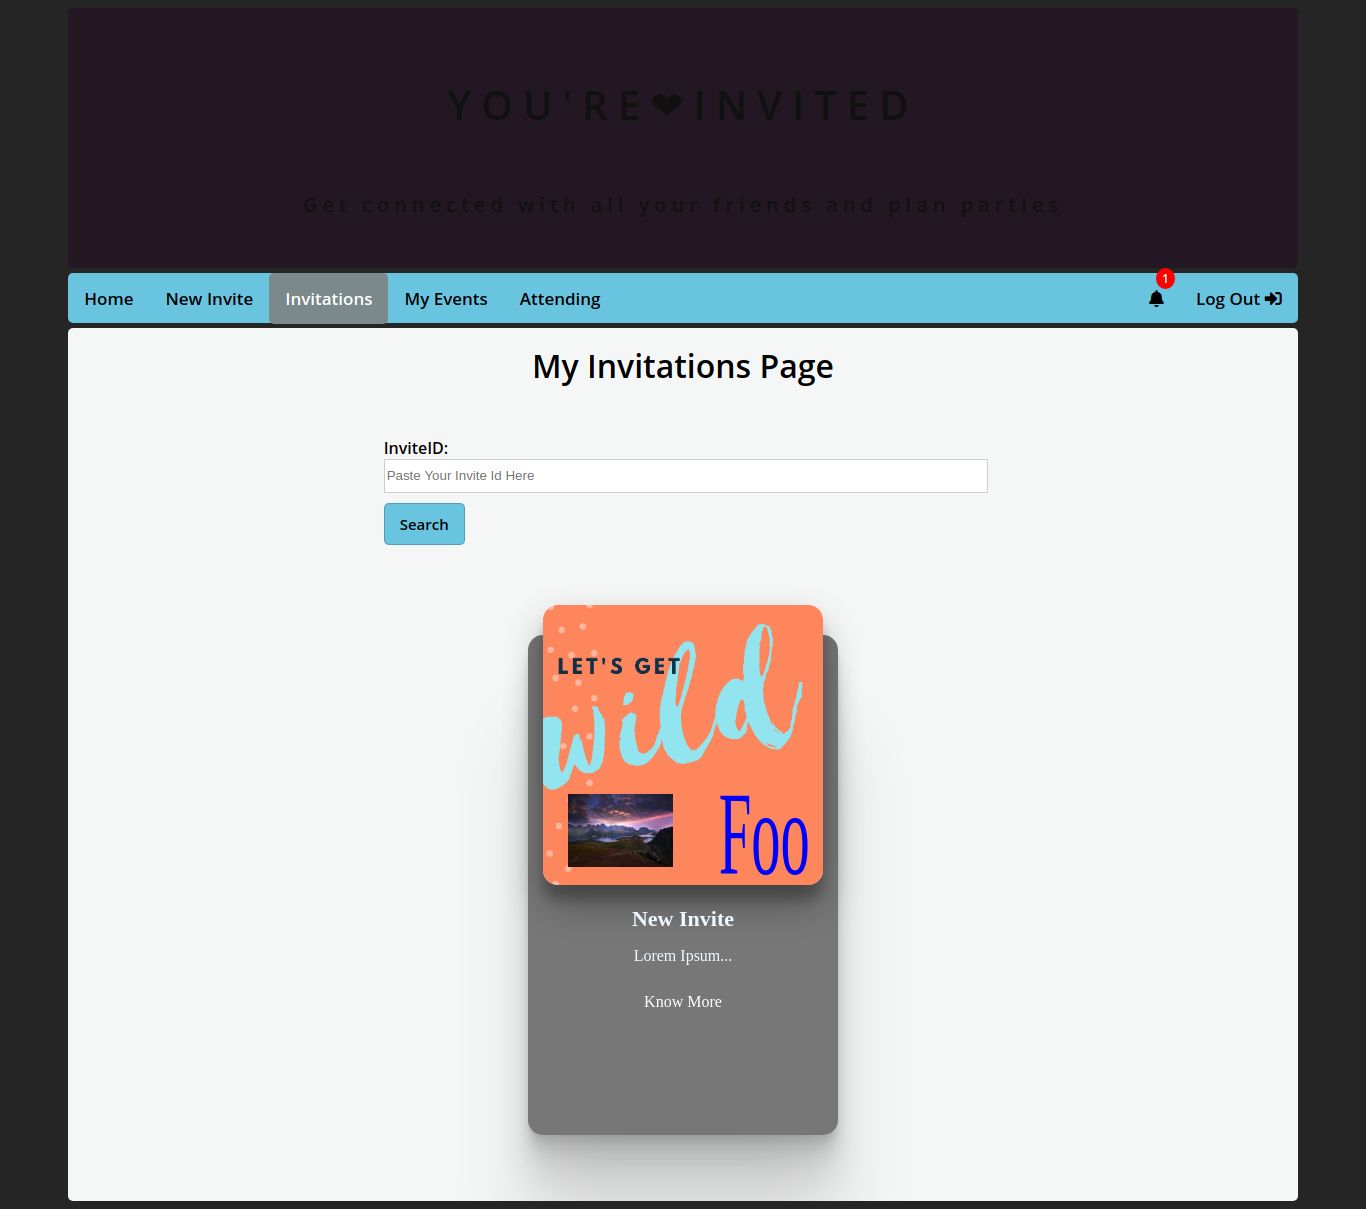 YOU'RE❤INVITED
Get connected with all your friends and plan parties
Home New Invite Invitations My Events Attending 1 Log Out
My Invitations Page
InviteID:
Paste Your Invite Id Here
Search
LET'S GET
wild
Foo
New Invite
Lorem Ipsum...
Know More